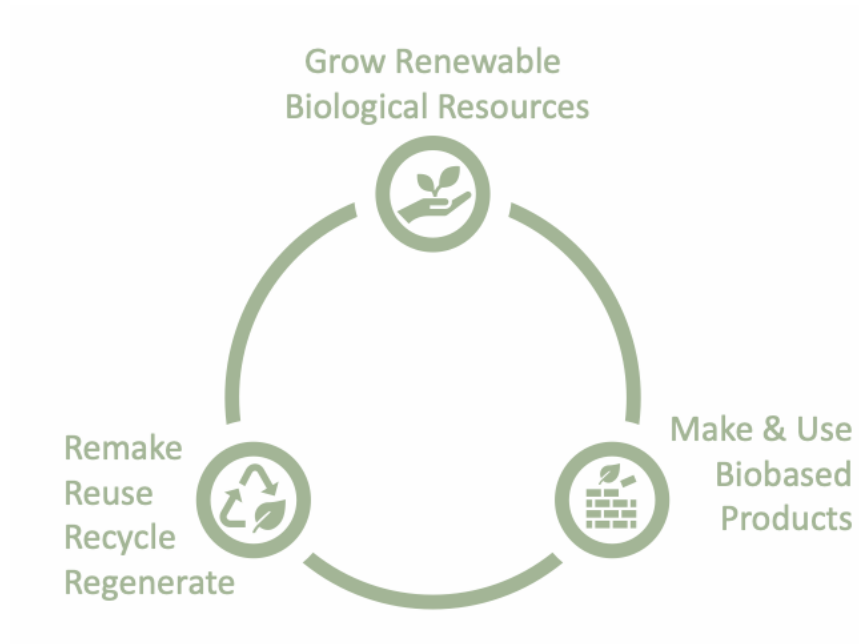 Grow Renewable
Biological Resources
Make & Use
Biobased
Products
Remake
Reuse
Recycle
Regenerate